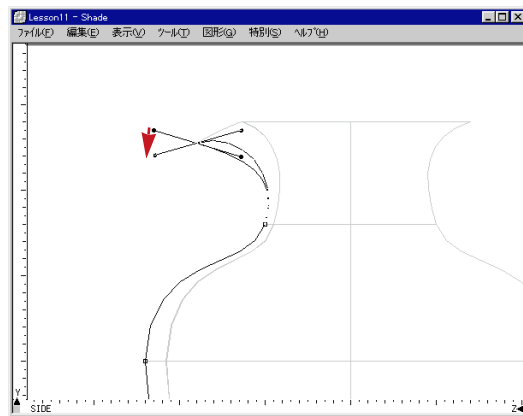 Lesson11 - Shade
ファイル(F) 編集(E) 表示(V) ツール(T) 図形(G) 特別(S) ヘルプ(H)
Y
SIDE
Z